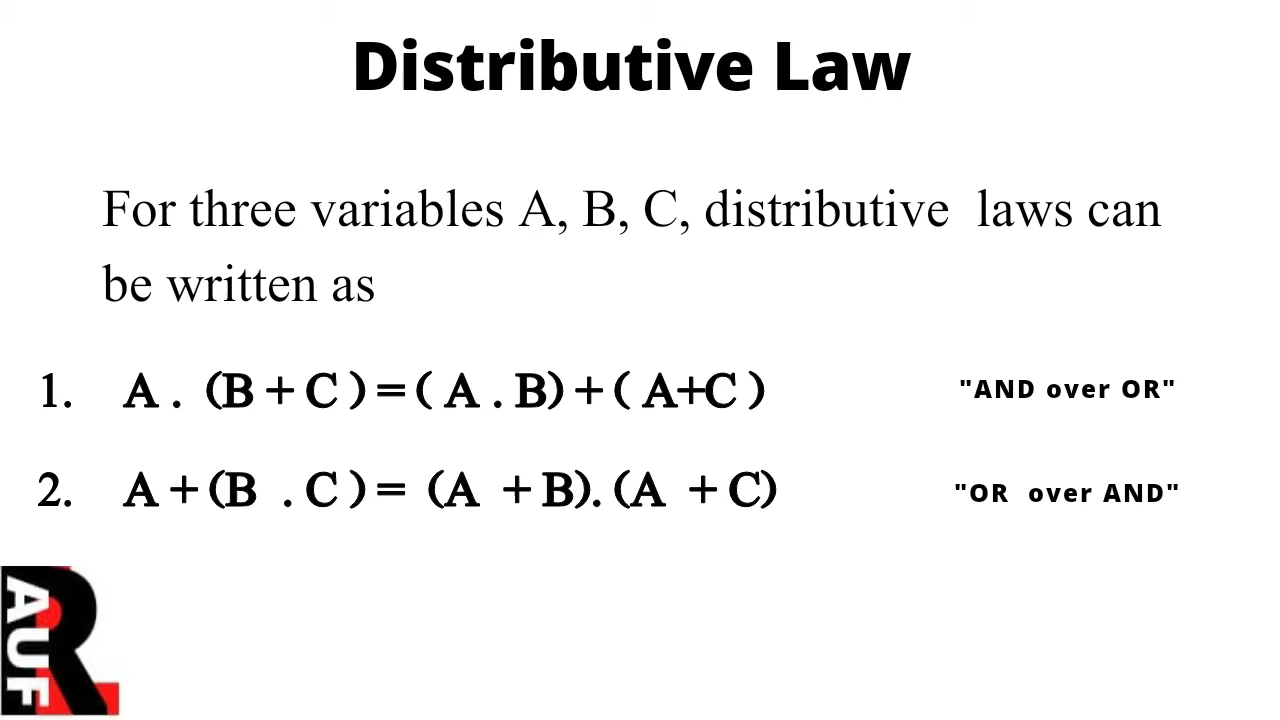 Distributive Law
For three variables A, B, C, distributive laws can
be written as
1. A . (B + C ) = ( A . B) + ( A+C ) "AND over OR"
2. A + (B . C ) = (A + B). (A + C) "OR over AND"
R
AUF